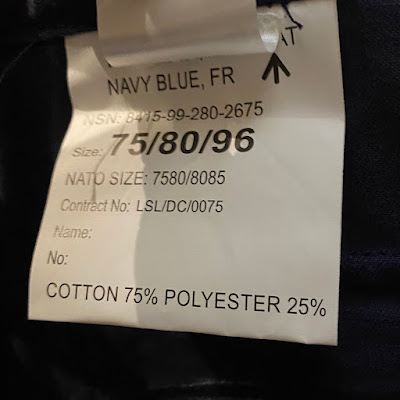 AT
NAVY BLUE, FR
NSN: 8415-99-280-2675
Size: 75/80/96
NATO SIZE: 7580/8085
Contract No: LSL/DC/0075
Name:
No:
COTTON 75% POLYESTER 25%